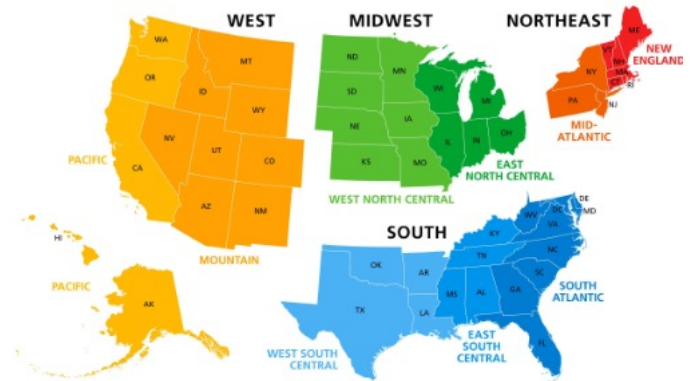 WEST
WA
OR
MT
ID
WY
NV
UT
CO
CA
AZ
NM
PACIFIC
MOUNTAIN
HI
PACIFIC
AK
MIDWEST
ND
MN
SD
WI
MI
NE
IA
IL
IN
OH
KS
MO
WEST NORTH CENTRAL
EAST
NORTH CENTRAL
NORTHEAST
ME
VT
NH
NEW
ENGLAND
NY
MA
CT
RI
PA
NJ
MID-
ATLANTIC
SOUTH
DE
MD
WV
DC
VA
KY
NC
TN
OK
AR
SC
TX
LA
MS
AL
GA
FL
SOUTH
ATLANTIC
WEST SOUTH
CENTRAL
EAST
SOUTH
CENTRAL